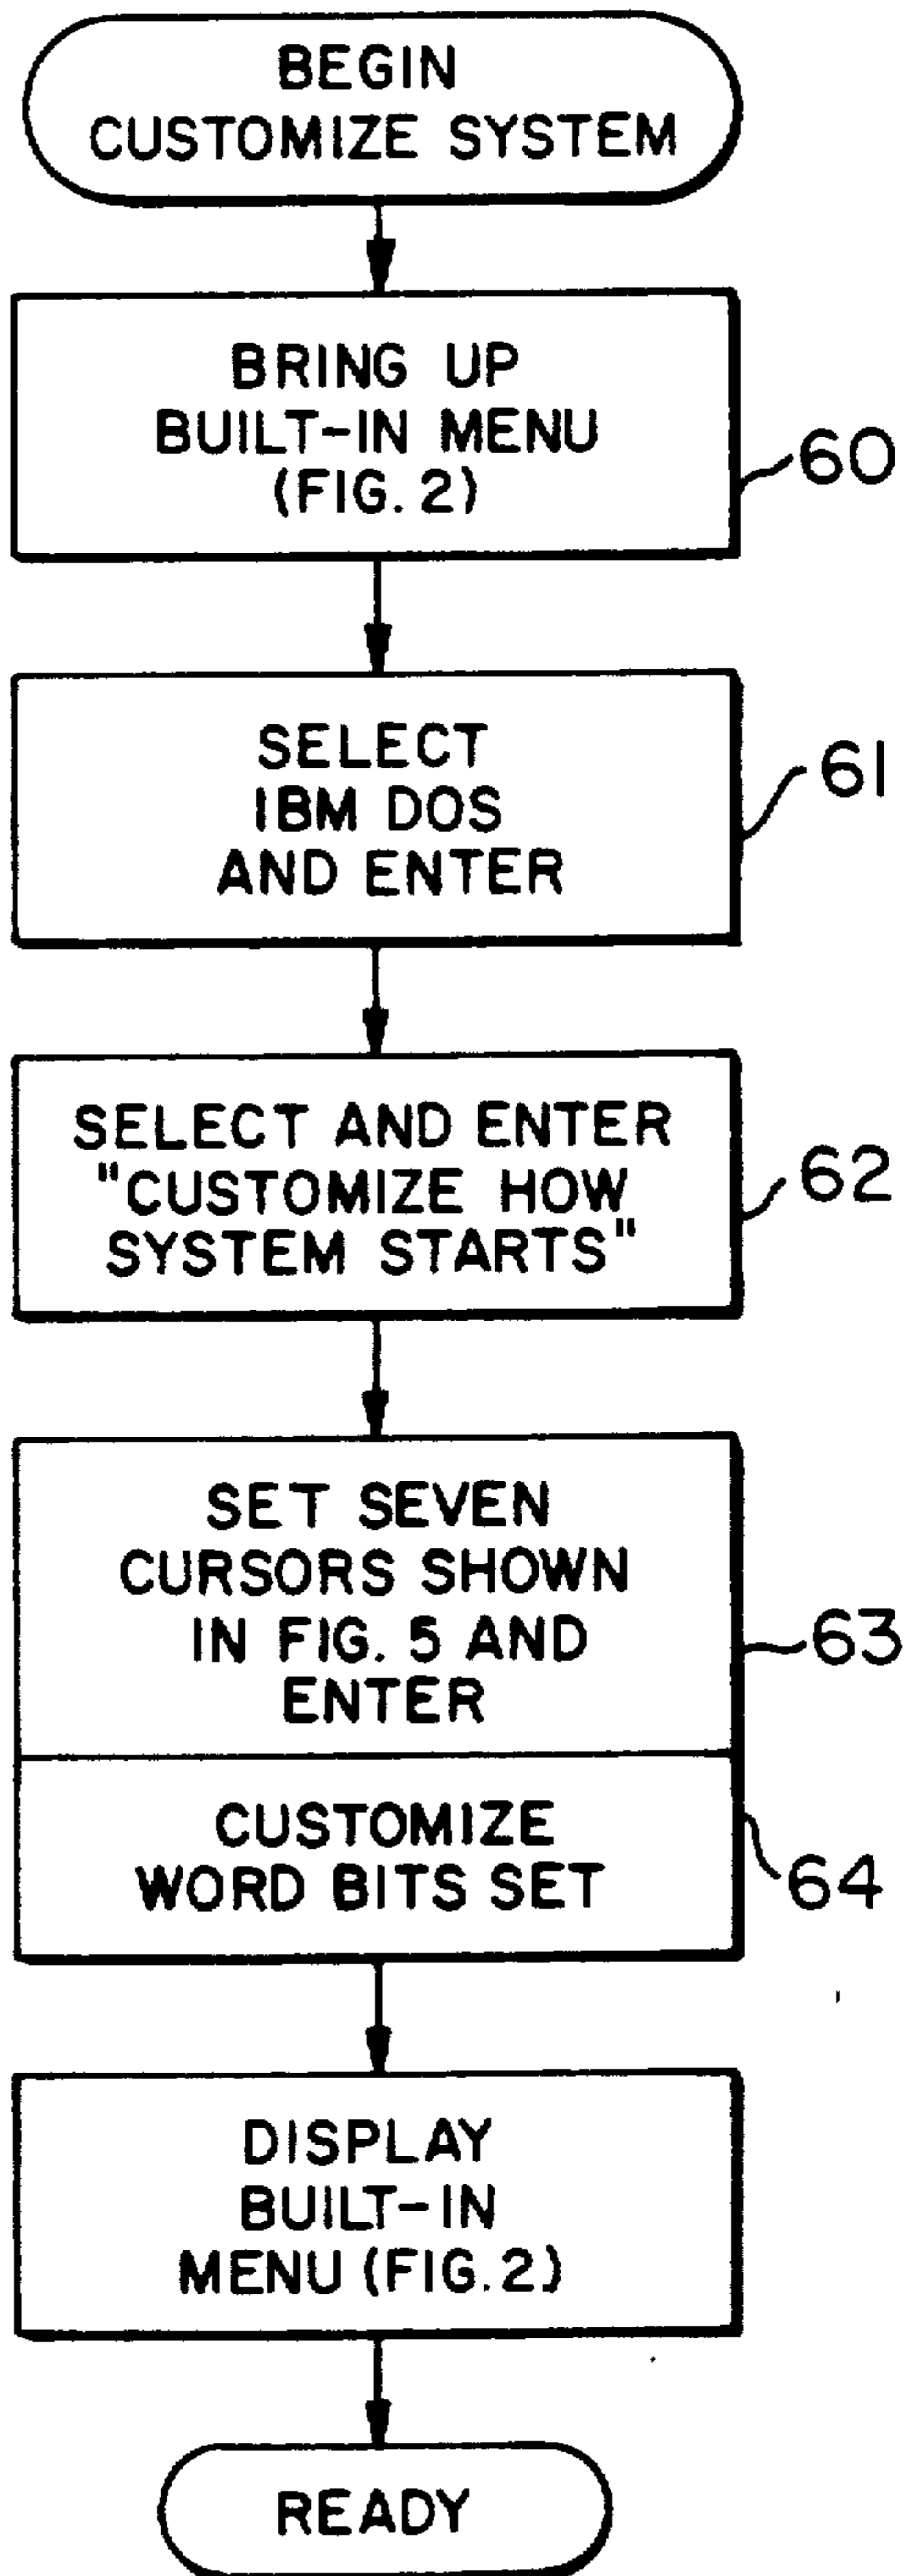 BEGIN
CUSTOMIZE SYSTEM
BRING UP
BUILT-IN MENU
(FIG. 2)
60
SELECT
IBM DOS
AND ENTER
61
SELECT AND ENTER
"CUSTOMIZE HOW
SYSTEM STARTS"
62
SET SEVEN
CURSORS SHOWN
IN FIG. 5 AND
ENTER
63
CUSTOMIZE
WORD BITS SET
64
DISPLAY
BUILT-IN
MENU (FIG. 2)
READY